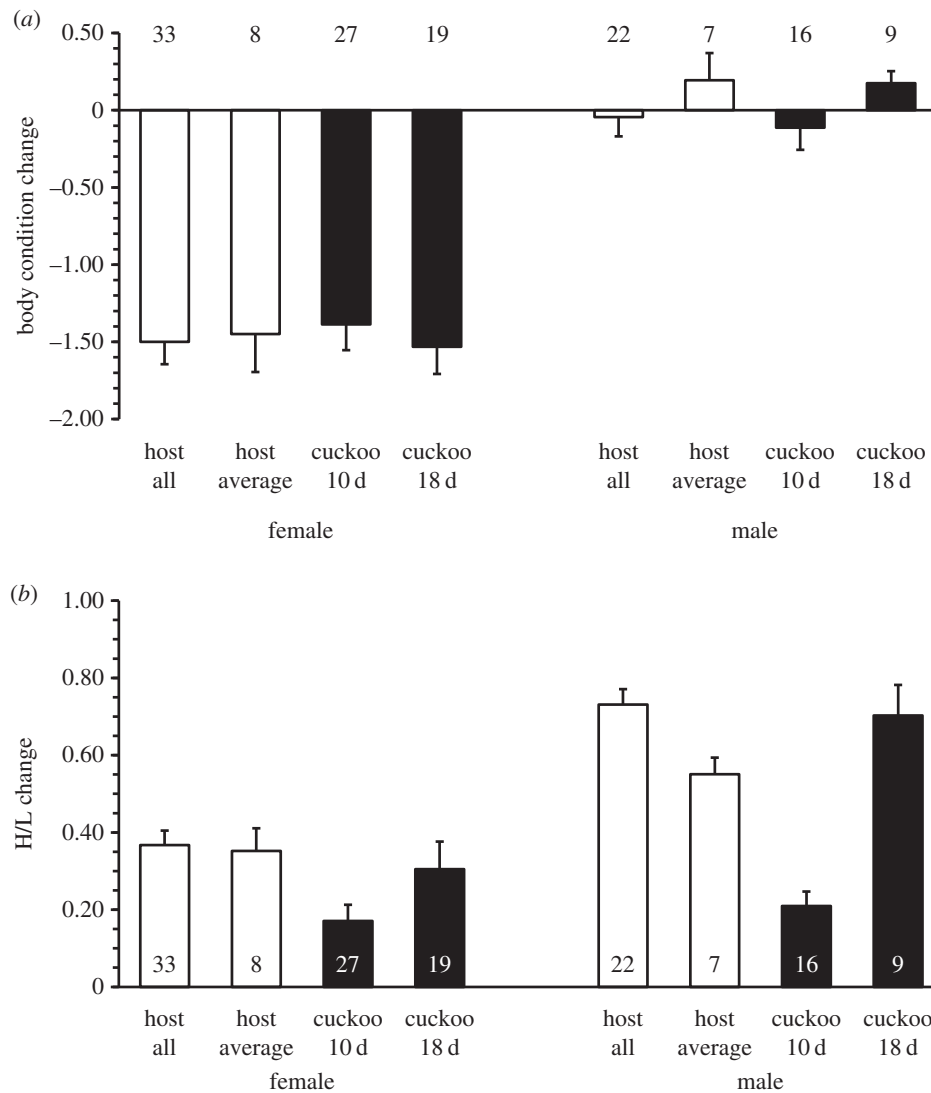 (a)
33 8 27 19 22 7 16 9
0.50
0
–0.50
–1.00
–1.50
–2.00
body condition change
host host cuckoo cuckoo host host cuckoo cuckoo
all average 10 d 18 d all average 10 d 18 d
female male
(b)
1.00
0.80
0.60
0.40
0.20
0
H/L change
33 8 27 19 22 7 16 9
host host cuckoo cuckoo host host cuckoo cuckoo
all average 10 d 18 d all average 10 d 18 d
female male